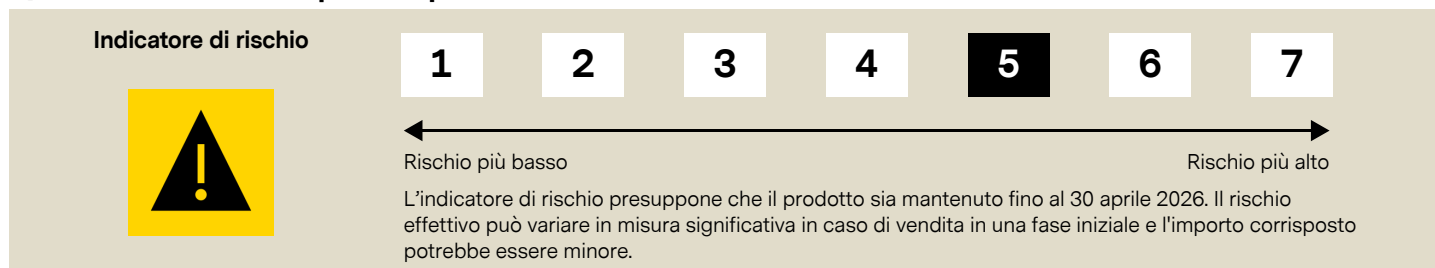 Indicatore di rischio
1 2 3 4 5 6 7
Rischio più basso Rischio più alto
L'indicatore di rischio presuppone che il prodotto sia mantenuto fino al 30 aprile 2026. Il rischio
effettivo può variare in misura significativa in caso di vendita in una fase iniziale e l'importo corrisposto
potrebbe essere minore.